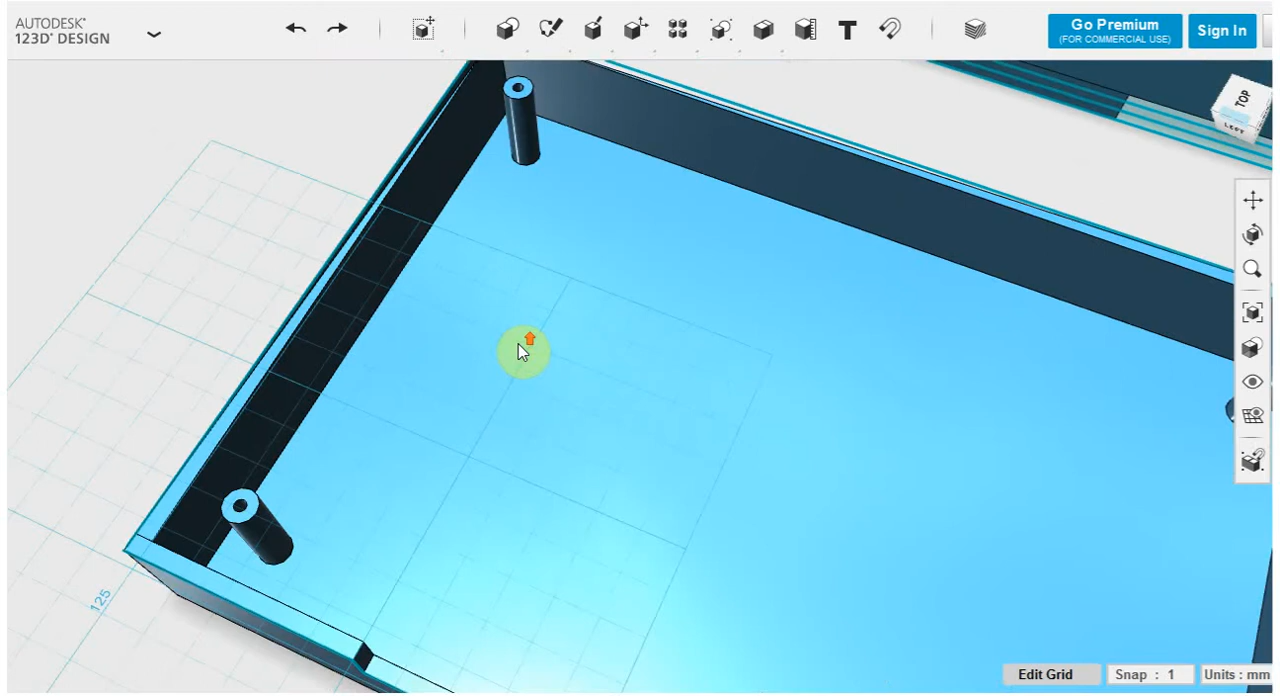 AUTODESK®
123D® DESIGN
Go Premium
(FOR COMMERCIAL USE)
Sign In
TOP
LEFT
125
Edit Grid
Snap : 1
Units : mm